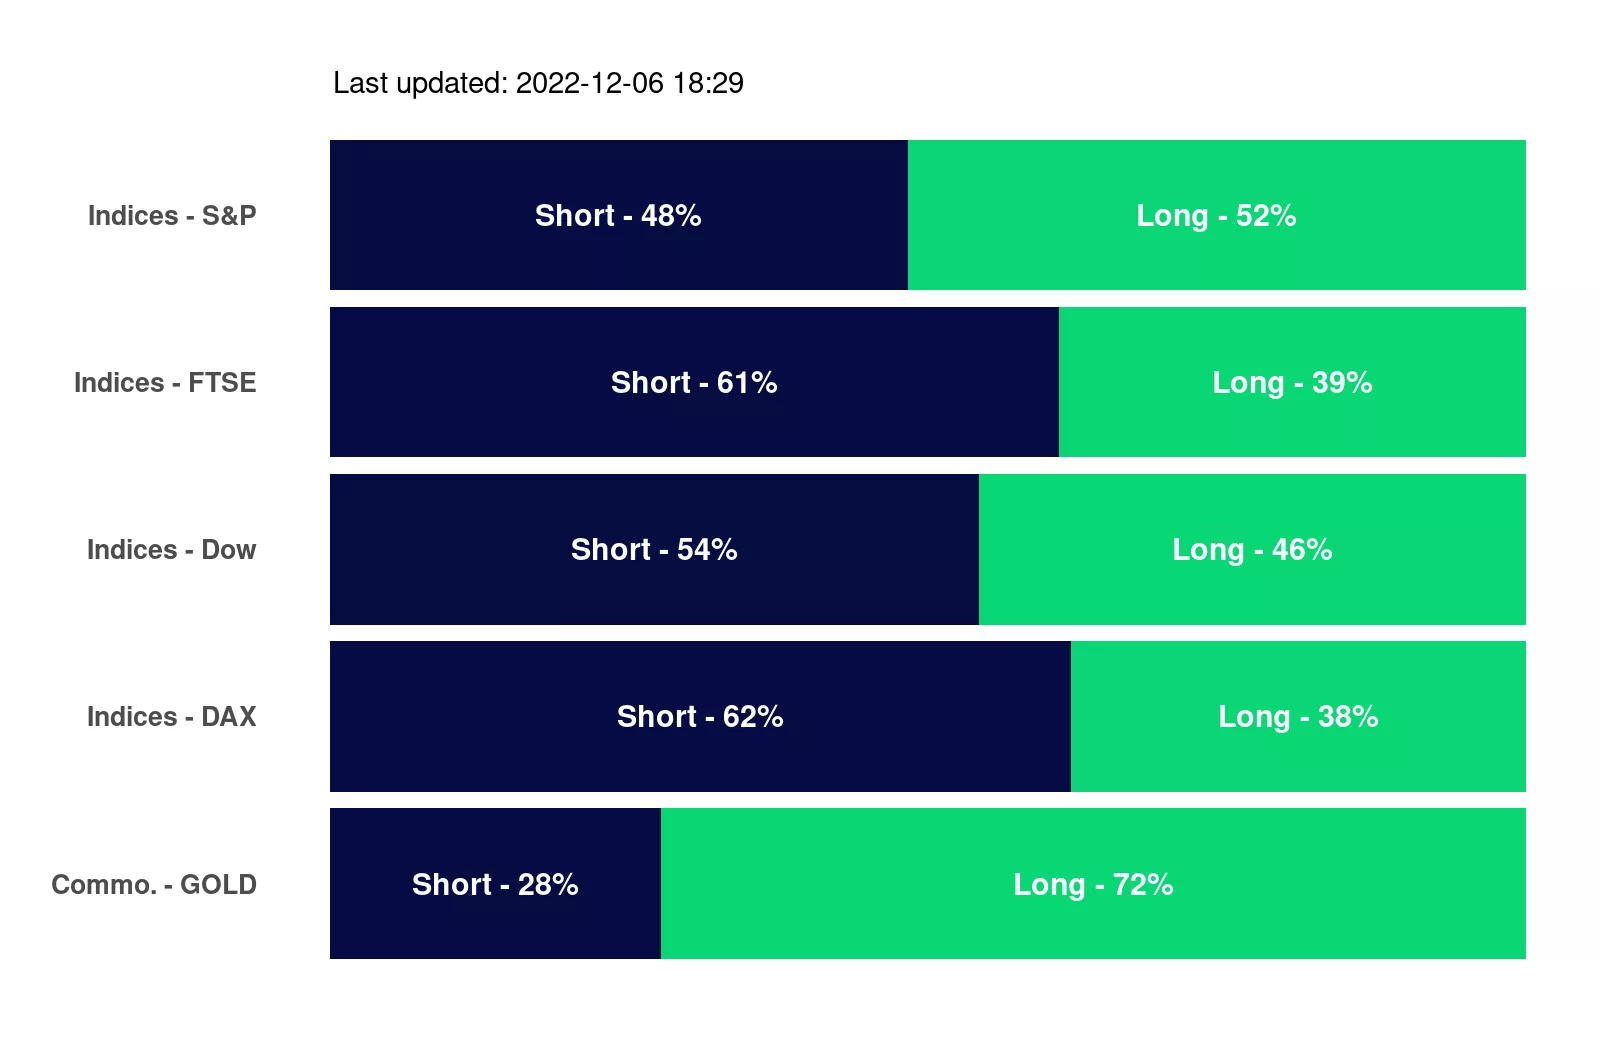 Last updated: 2022-12-06 18:29
Indices - S&P Short - 48% Long - 52%
Indices - FTSE Short - 61% Long - 39%
Indices - Dow Short - 54% Long - 46%
Indices - DAX Short - 62% Long - 38%
Commo. - GOLD Short - 28% Long - 72%